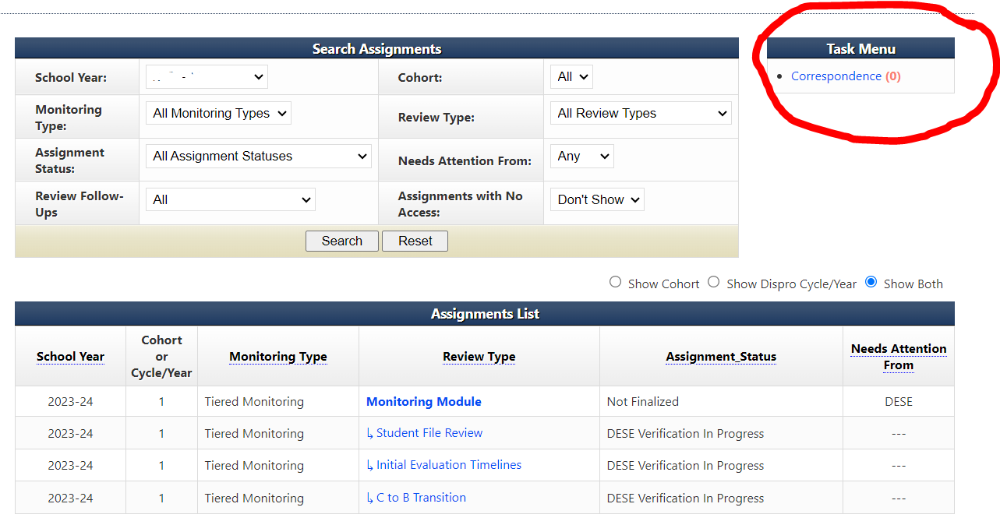 Search Assignments
Task Menu
School Year:
Cohort: All
Correspondence (0)
Monitoring
Type: All Monitoring Types
Review Type: All Review Types
Assignment
Status: All Assignment Statuses
Needs Attention From: Any
Review Follow-
Ups All
Assignments with No
Access: Don't Show
Search Reset
Show Cohort Show Dispro Cycle/Year Show Both
Assignments List
School Year
Cohort
or
Cycle/Year
Monitoring Type
Review Type
Assignment_Status
Needs Attention
From
2023-24 1 Tiered Monitoring Monitoring Module Not Finalized DESE
2023-24 1 Tiered Monitoring ↳ Student File Review DESE Verification In Progress ---
2023-24 1 Tiered Monitoring ↳ Initial Evaluation Timelines DESE Verification In Progress ---
2023-24 1 Tiered Monitoring ↳ C to B Transition DESE Verification In Progress ---